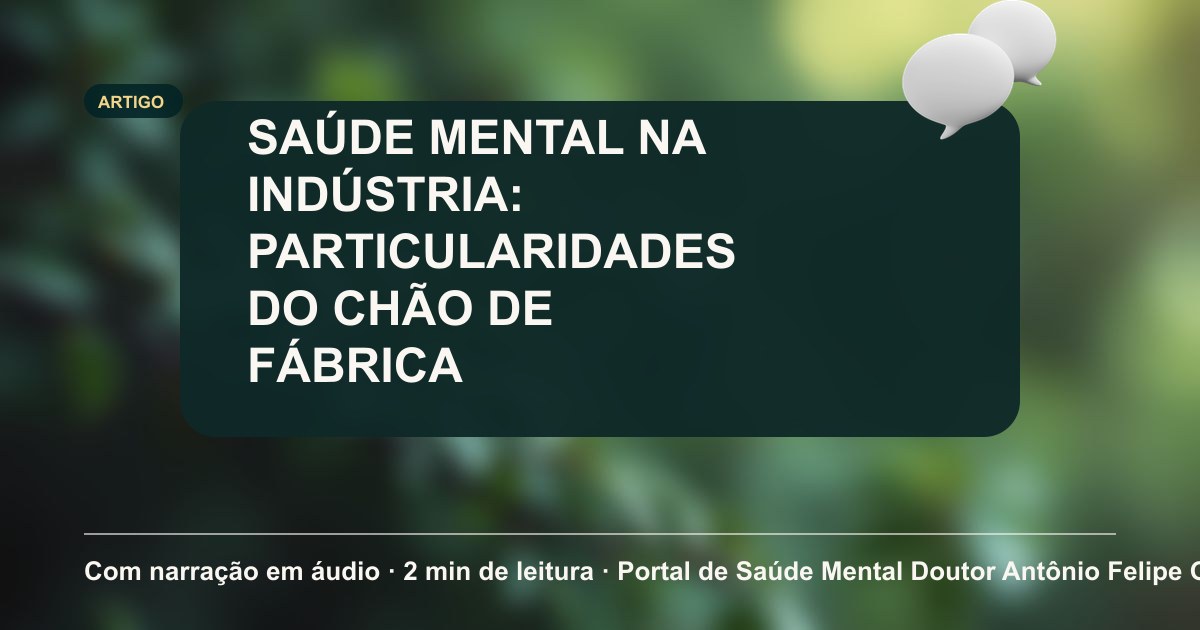 ARTIGO
SAÚDE MENTAL NA
INDÚSTRIA:
PARTICULARIDADES
DO CHÃO DE
FÁBRICA
Com narração em áudio · 2 min de leitura · Portal de Saúde Mental Doutor Antônio Felipe